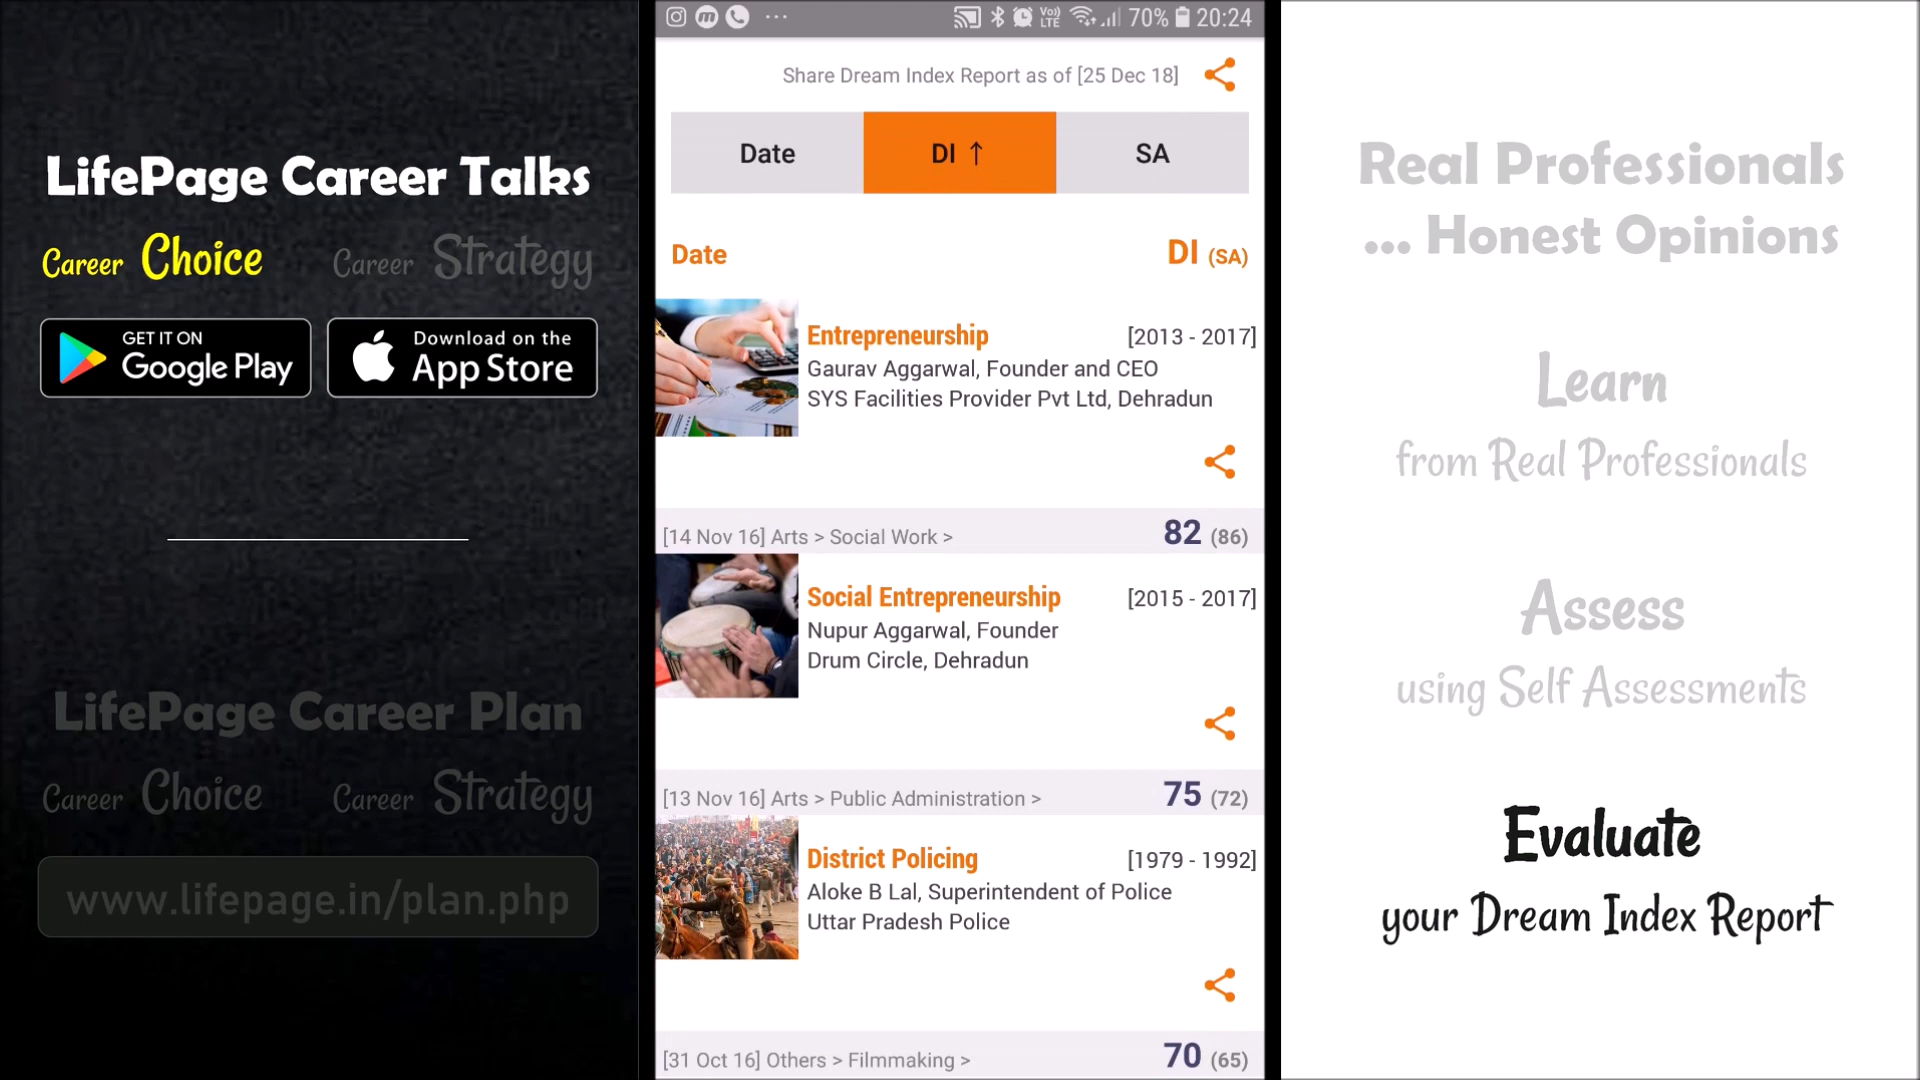 LifePage Career Talks
Career Choice
Career Strategy
GET IT ON
Google Play
Download on the
App Store
LifePage Career Plan
Career Choice
Career Strategy
www.lifepage.in/plan.php
Vo))
LTE
70%
20:24
Share Dream Index Report as of [25 Dec 18]
Date
DI ↑
SA
Date
DI (SA)
Entrepreneurship
[2013 - 2017]
Gaurav Aggarwal, Founder and CEO
SYS Facilities Provider Pvt Ltd, Dehradun
[14 Nov 16] Arts > Social Work >
82 (86)
Social Entrepreneurship
[2015 - 2017]
Nupur Aggarwal, Founder
Drum Circle, Dehradun
[13 Nov 16] Arts > Public Administration >
75 (72)
District Policing
[1979 - 1992]
Aloke B Lal, Superintendent of Police
Uttar Pradesh Police
[31 Oct 16] Others > Filmmaking >
70 (65)
Real Professionals
... Honest Opinions
Learn
from Real Professionals
Assess
using Self Assessments
Evaluate
your Dream Index Report